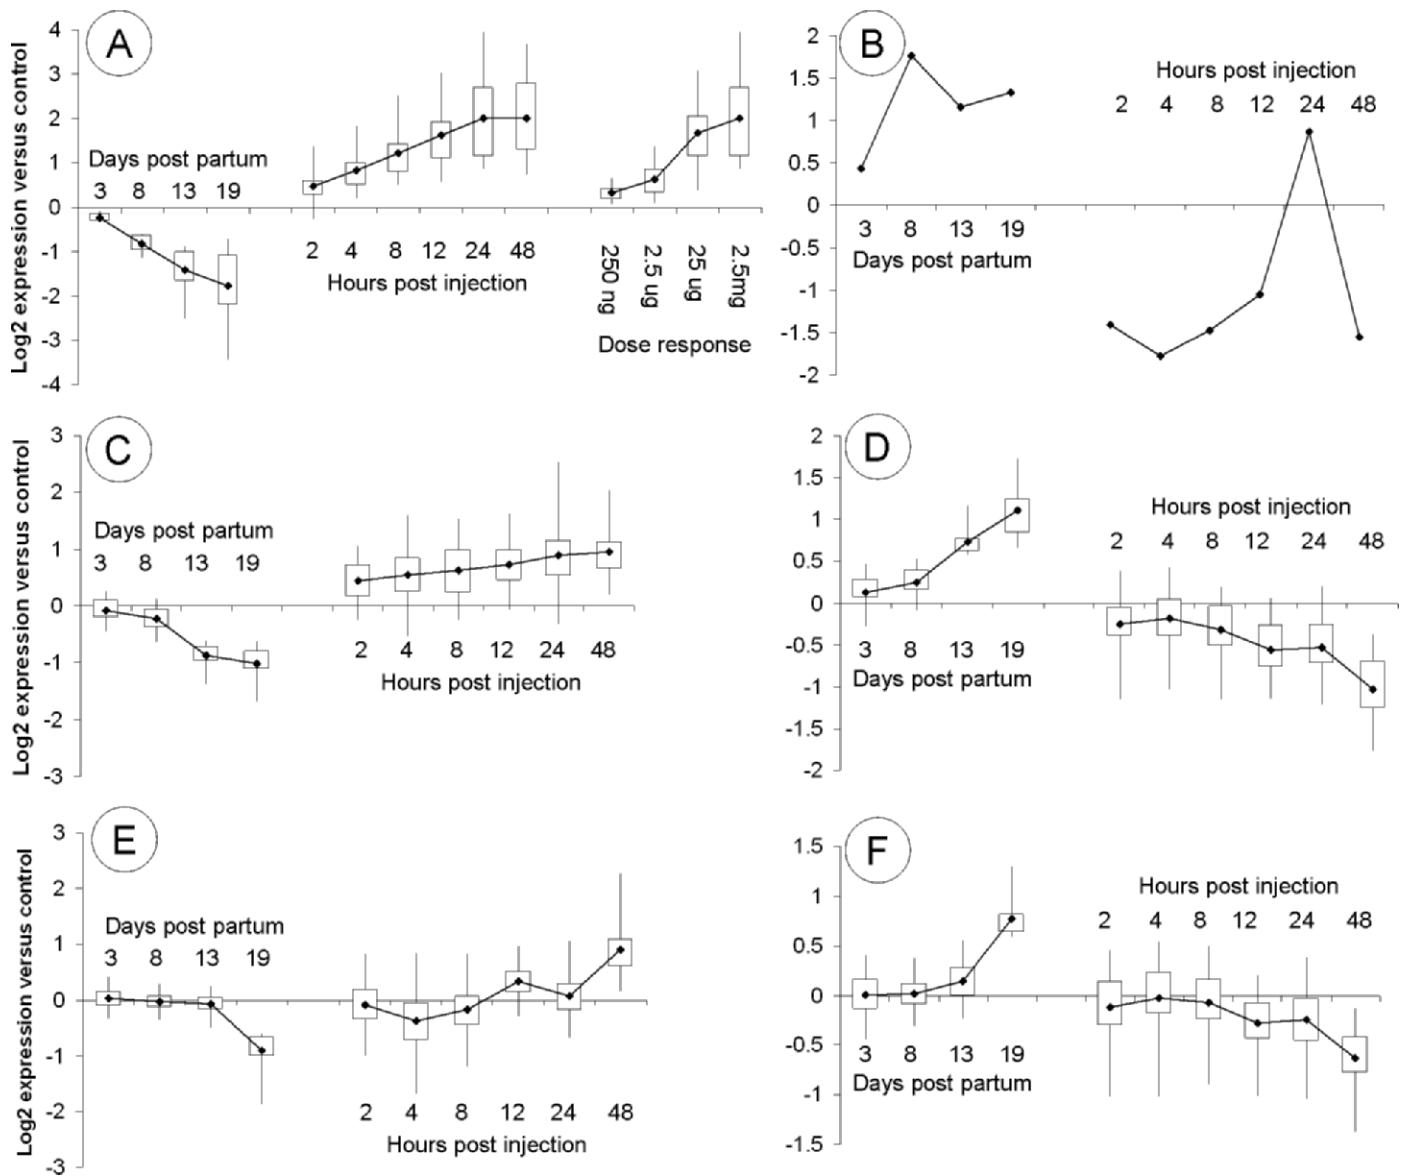 A
Log2 expression versus control
4
3
2
1
0
-1
-2
-3
-4
Days post partum
3 8 13 19
2 4 8 12 24 48
Hours post injection
250 ng
2.5 ug
25 ug
2.5mg
Dose response
B
2
1.5
1
0.5
0
-0.5
-1
-1.5
-2
Hours post injection
2 4 8 12 24 48
3 8 13 19
Days post partum
C
Log2 expression versus control
3
2
1
0
-1
-2
-3
Days post partum
3 8 13 19
2 4 8 12 24 48
Hours post injection
D
2
1.5
1
0.5
0
-0.5
-1
-1.5
-2
Hours post injection
2 4 8 12 24 48
3 8 13 19
Days post partum
E
Log2 expression versus control
3
2
1
0
-1
-2
-3
Days post partum
3 8 13 19
2 4 8 12 24 48
Hours post injection
F
1.5
1
0.5
0
-0.5
-1
-1.5
Hours post injection
2 4 8 12 24 48
3 8 13 19
Days post partum